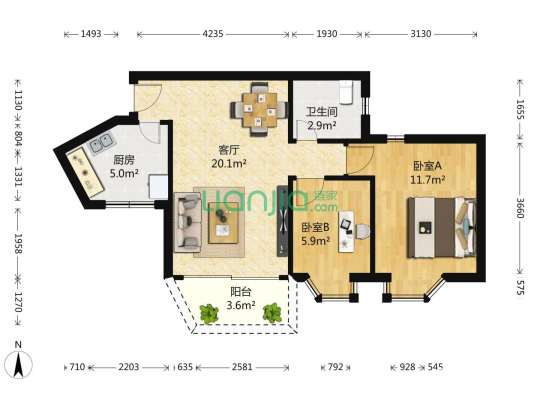 1493 4235 1930 3130
1130
804
1331
1958
1270
1655
3660
575
卫生间
2.9m²
厨房
5.0m²
客厅
20.1m²
卧室A
11.7m²
lianjia 链家
.com
卧室B
5.9m²
阳台
3.6m²
N
710 2203 635 2581 792 928 545